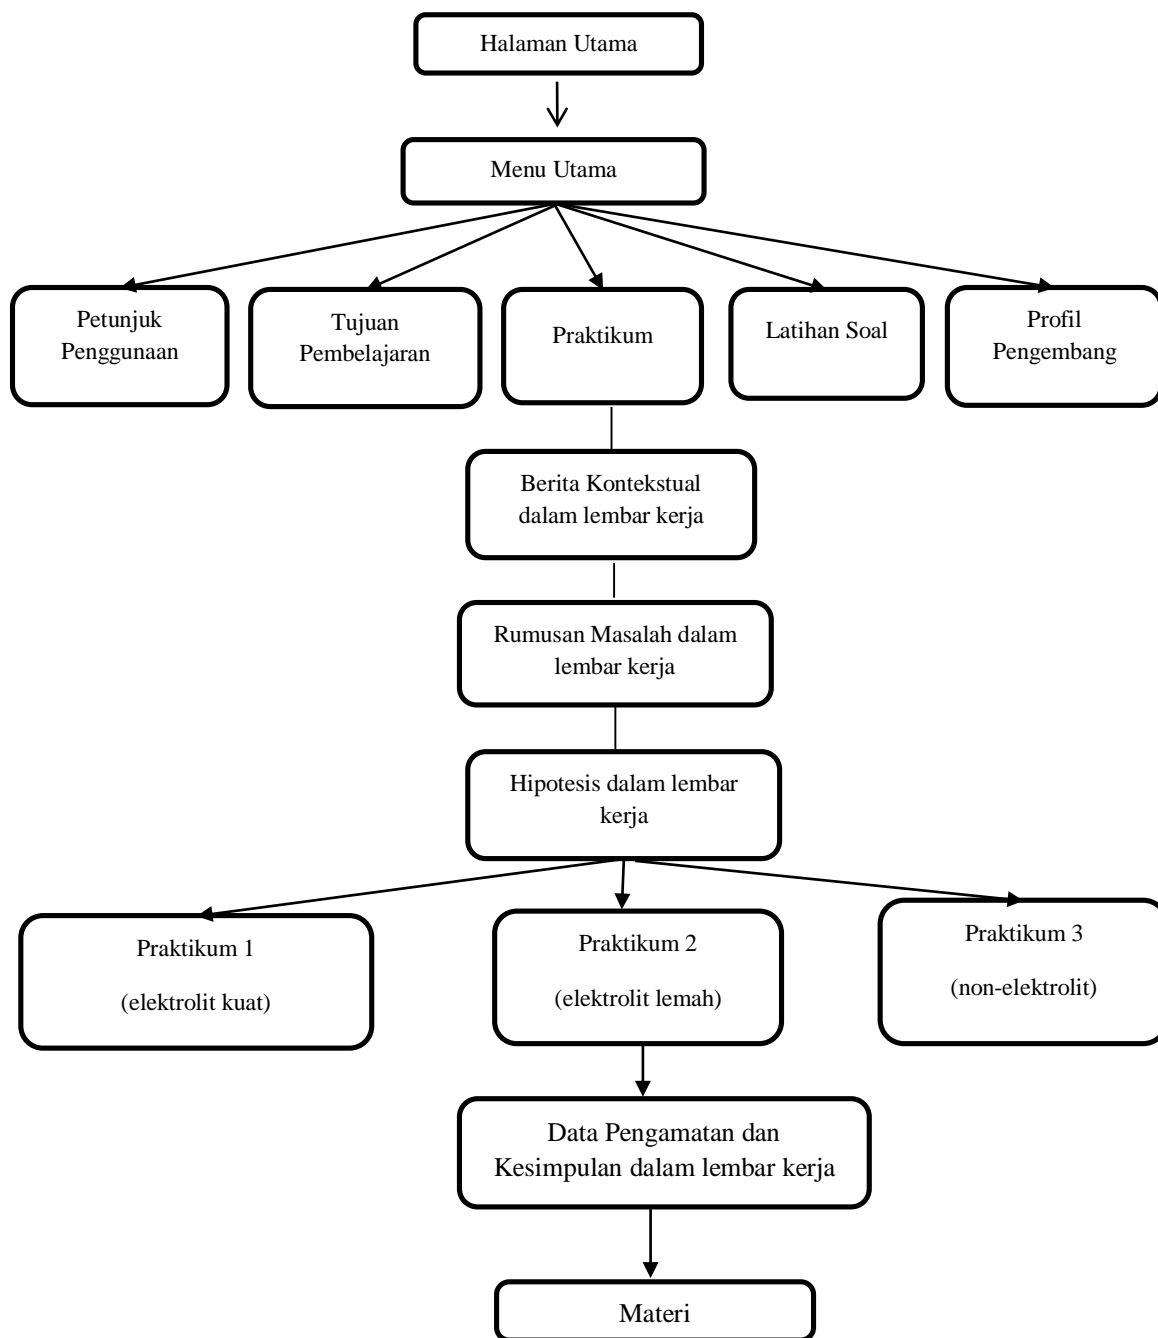 Halaman Utama
Menu Utama
Petunjuk
Penggunaan
Tujuan
Pembelajaran
Praktikum
Latihan Soal
Profil
Pengembang
Berita Kontekstual
dalam lembar kerja
Rumusan Masalah dalam
lembar kerja
Hipotesis dalam lembar
kerja
Praktikum 1
(elektrolit kuat)
Praktikum 2
(elektrolit lemah)
Praktikum 3
(non-elektrolit)
Data Pengamatan dan
Kesimpulan dalam lembar kerja
Materi